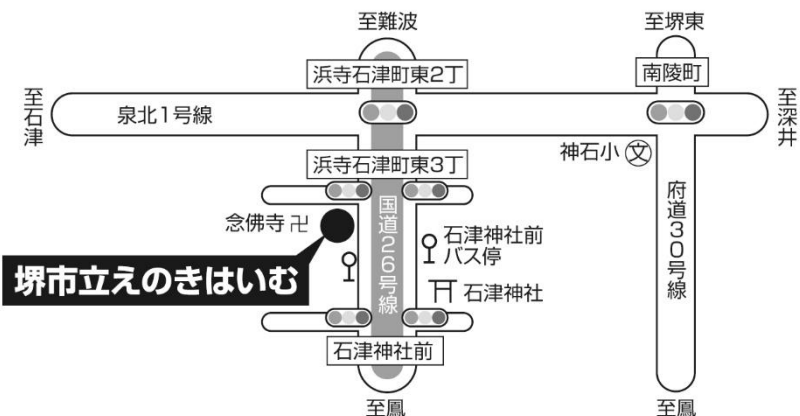 至難波
至堺東
浜寺石津町東2丁
南陵町
至石津
泉北1号線
至深井
神石小 文
浜寺石津町東3丁
念佛寺 卍
国道26号線
府道30号線
石津神社前
バス停
堺市立えのきはいむ
石津神社
石津神社前
至鳳
至鳳